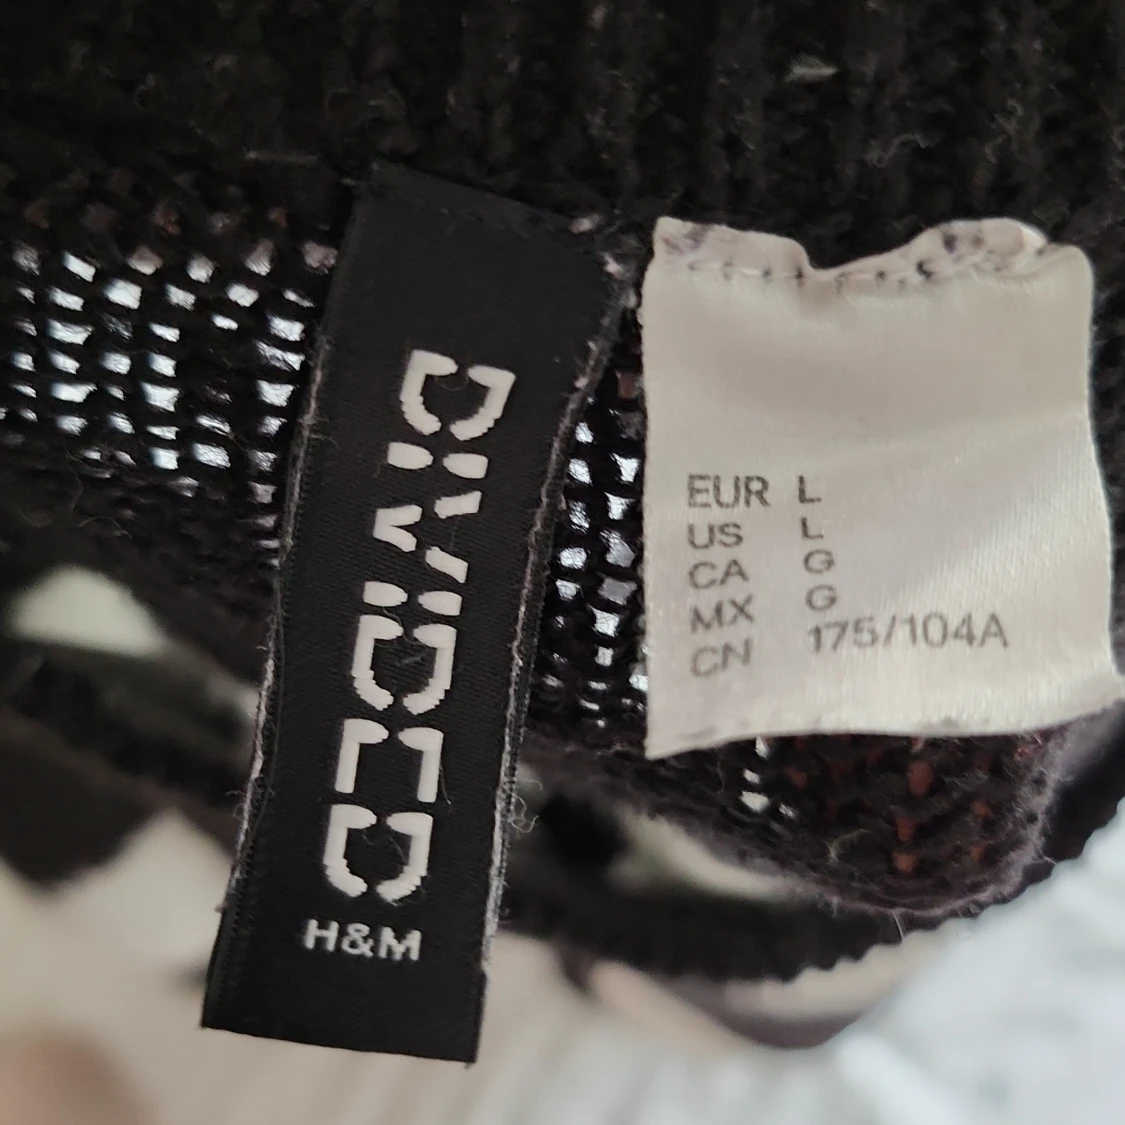 DIVIDED
H&M
EUR L
US L
CA G
MX G
CN 175/104A